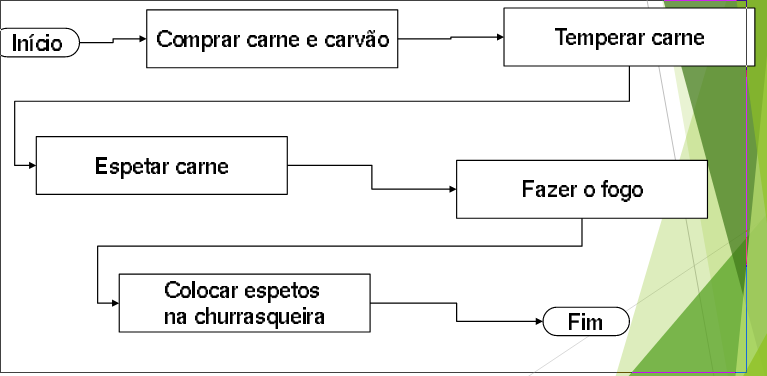 Início
Comprar carne e carvão
Temperar carne
Espetar carne
Fazer o fogo
Colocar espetos
na churrasqueira
Fim